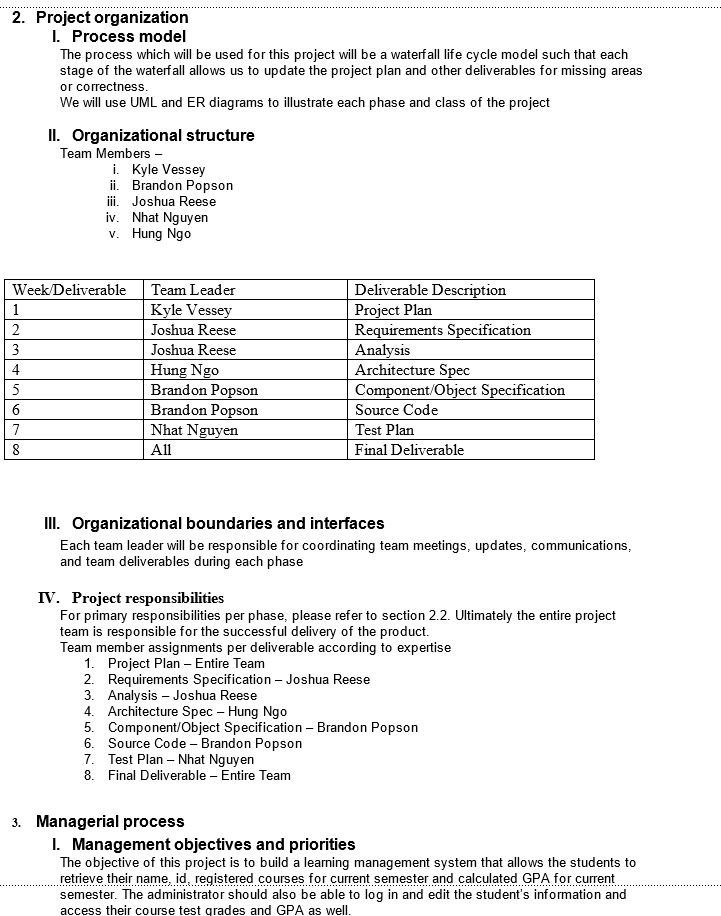 2. Project organization
I. Process model
The process which will be used for this project will be a waterfall life cycle model such that each
stage of the waterfall allows us to update the project plan and other deliverables for missing areas
or correctness.
We will use UML and ER diagrams to illustrate each phase and class of the project
II. Organizational structure
Team Members –
i. Kyle Vessey
ii. Brandon Popson
iii. Joshua Reese
iv. Nhat Nguyen
v. Hung Ngo
Week/Deliverable Team Leader Deliverable Description
1 Kyle Vessey Project Plan
2 Joshua Reese Requirements Specification
3 Joshua Reese Analysis
4 Hung Ngo Architecture Spec
5 Brandon Popson Component/Object Specification
6 Brandon Popson Source Code
7 Nhat Nguyen Test Plan
8 All Final Deliverable
III. Organizational boundaries and interfaces
Each team leader will be responsible for coordinating team meetings, updates, communications,
and team deliverables during each phase
IV. Project responsibilities
For primary responsibilities per phase, please refer to section 2.2. Ultimately the entire project
team is responsible for the successful delivery of the product.
Team member assignments per deliverable according to expertise
1. Project Plan – Entire Team
2. Requirements Specification – Joshua Reese
3. Analysis – Joshua Reese
4. Architecture Spec – Hung Ngo
5. Component/Object Specification – Brandon Popson
6. Source Code – Brandon Popson
7. Test Plan – Nhat Nguyen
8. Final Deliverable – Entire Team
3. Managerial process
I. Management objectives and priorities
The objective of this project is to build a learning management system that allows the students to
retrieve their name, id, registered courses for current semester and calculated GPA for current
semester. The administrator should also be able to log in and edit the student's information and
access their course test grades and GPA as well.